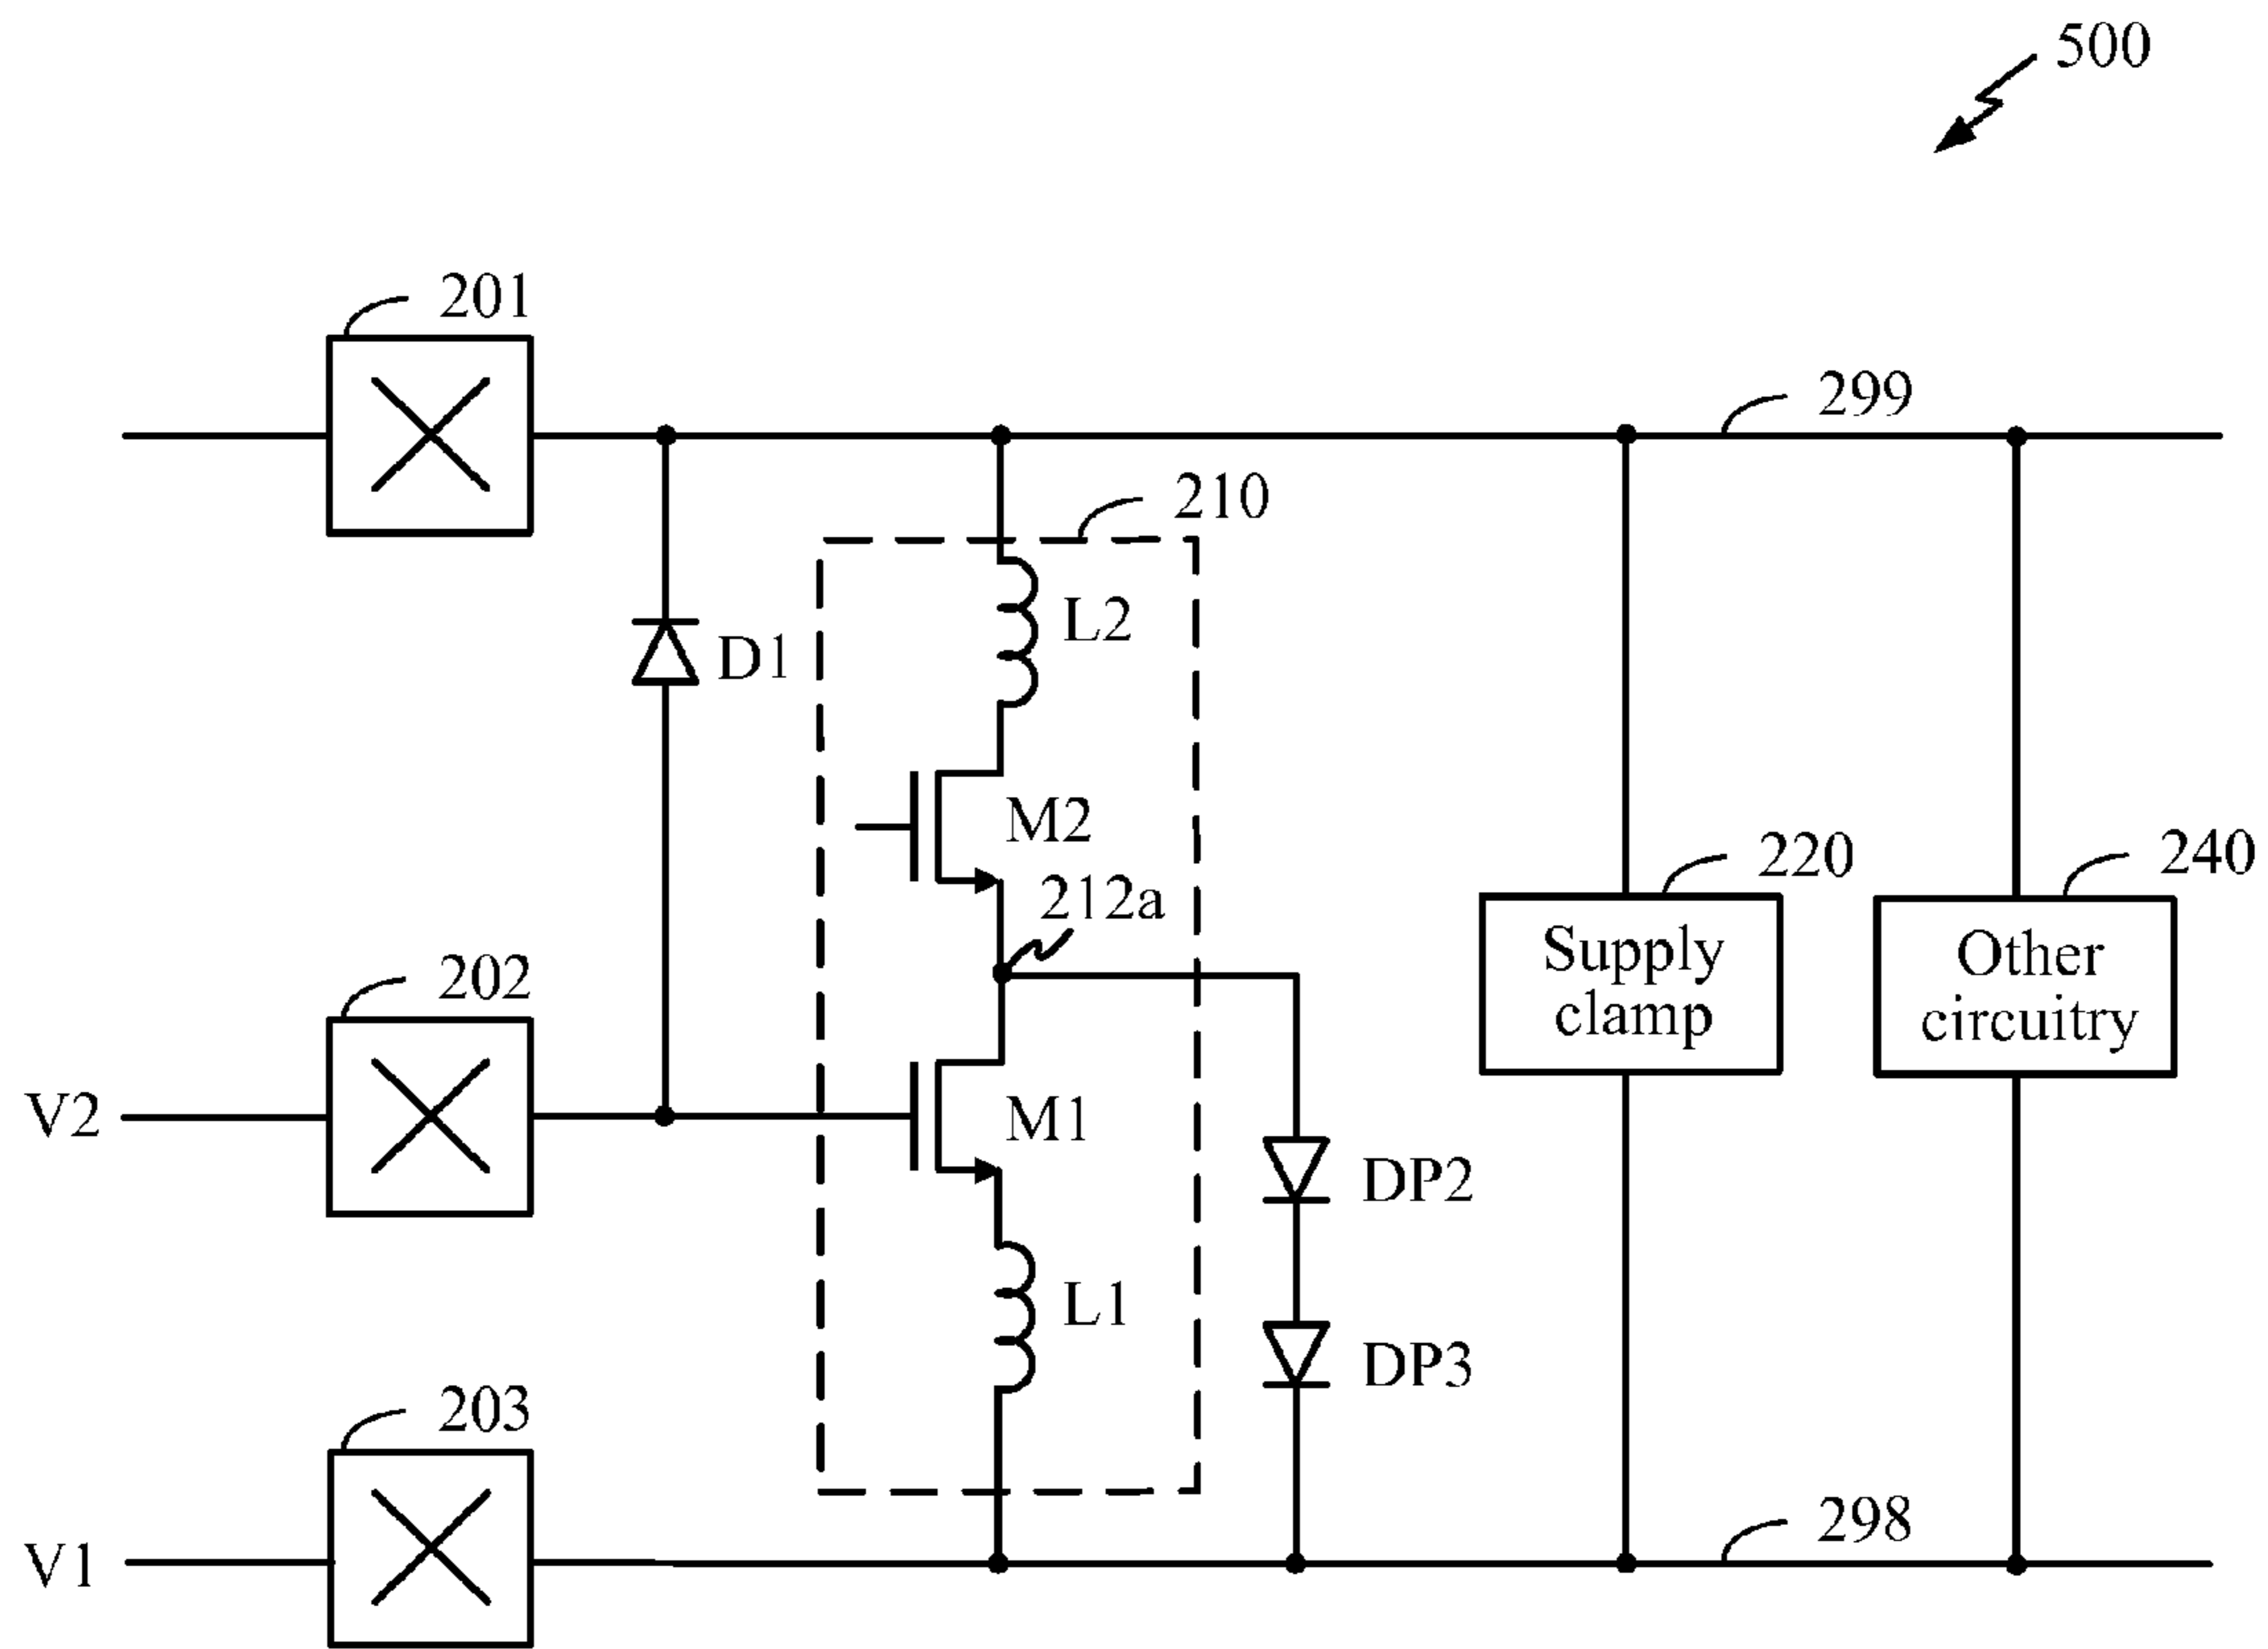 500
201
299
210
L2
D1
M2
220
240
212a
Supply
clamp
Other
circuitry
202
V2
M1
DP2
L1
DP3
203
298
V1